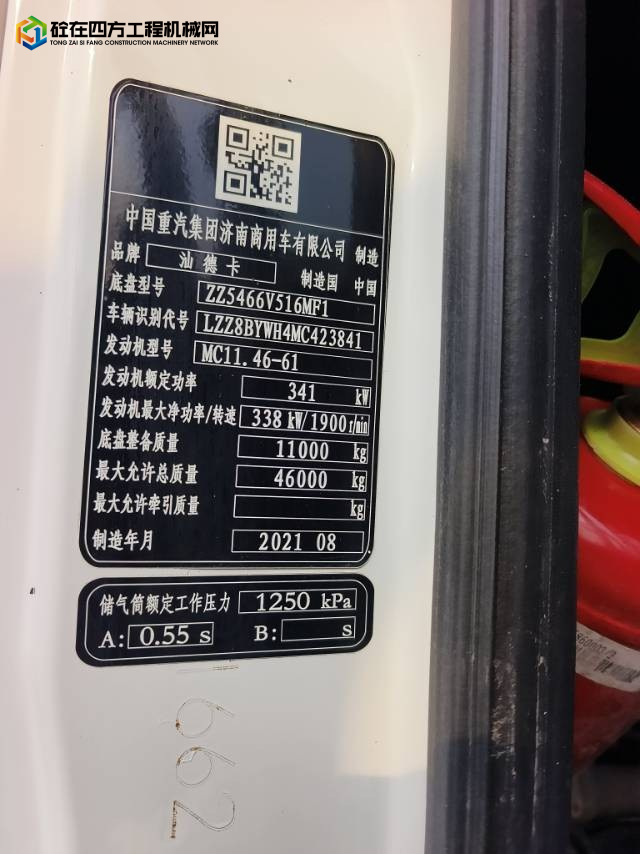 砼在四方工程机械网
TONG ZAI SI FANG CONSTRUCTION MACHINERY NETWORK
中国重汽集团济南商用车有限公司 制造
品牌 汕德卡 制造国 中国
底盘型号 ZZ5466V516MF1
车辆识别代号 LZZ8BYWH4MC423841
发动机型号 MC11.46-61
发动机额定功率 341 kW
发动机最大净功率/转速 338 kW/1900 r/min
底盘整备质量 11000 kg
最大允许总质量 46000 kg
最大允许牵引质量 kg
制造年月 2021 08
储气筒额定工作压力 1250 kPa
A: 0.55 s B: s
662